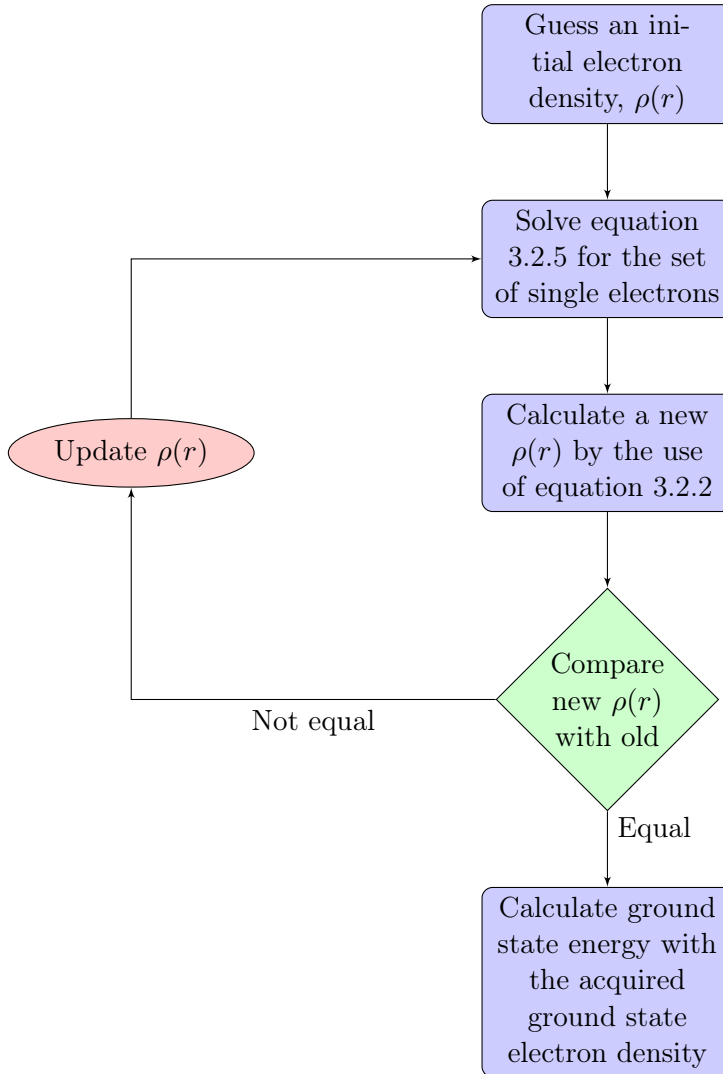 Guess an ini-
tial electron
density, ρ(r)
Solve equation
3.2.5 for the set
of single electrons
Calculate a new
ρ(r) by the use
of equation 3.2.2
Update ρ(r)
Compare
new ρ(r)
with old
Not equal
Equal
Calculate ground
state energy with
the acquired
ground state
electron density